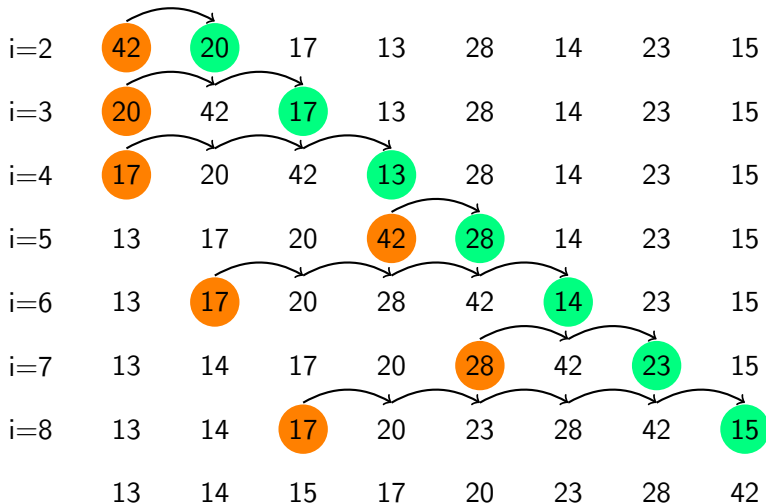 i=2 42 20 17 13 28 14 23 15
i=3 20 42 17 13 28 14 23 15
i=4 17 20 42 13 28 14 23 15
i=5 13 17 20 42 28 14 23 15
i=6 13 17 20 28 42 14 23 15
i=7 13 14 17 20 28 42 23 15
i=8 13 14 17 20 23 28 42 15
13 14 15 17 20 23 28 42